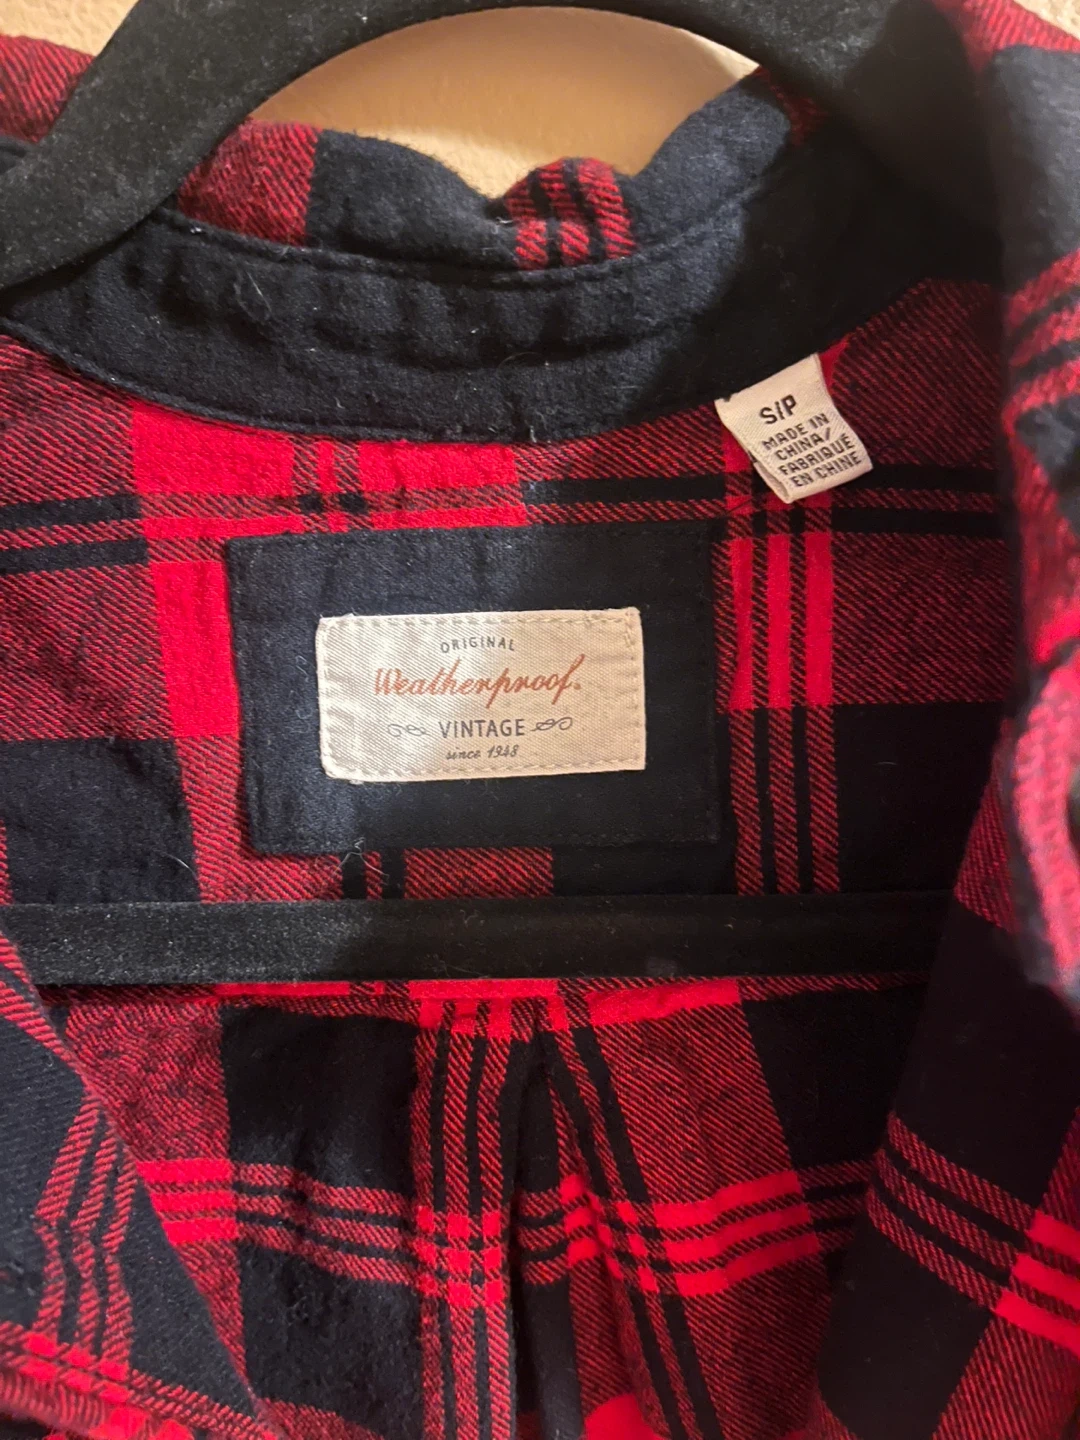 S/P
MADE IN
CHINA/
FABRIQUÉ
EN CHINE
ORIGINAL
Weatherproof®
VINTAGE
since 1948